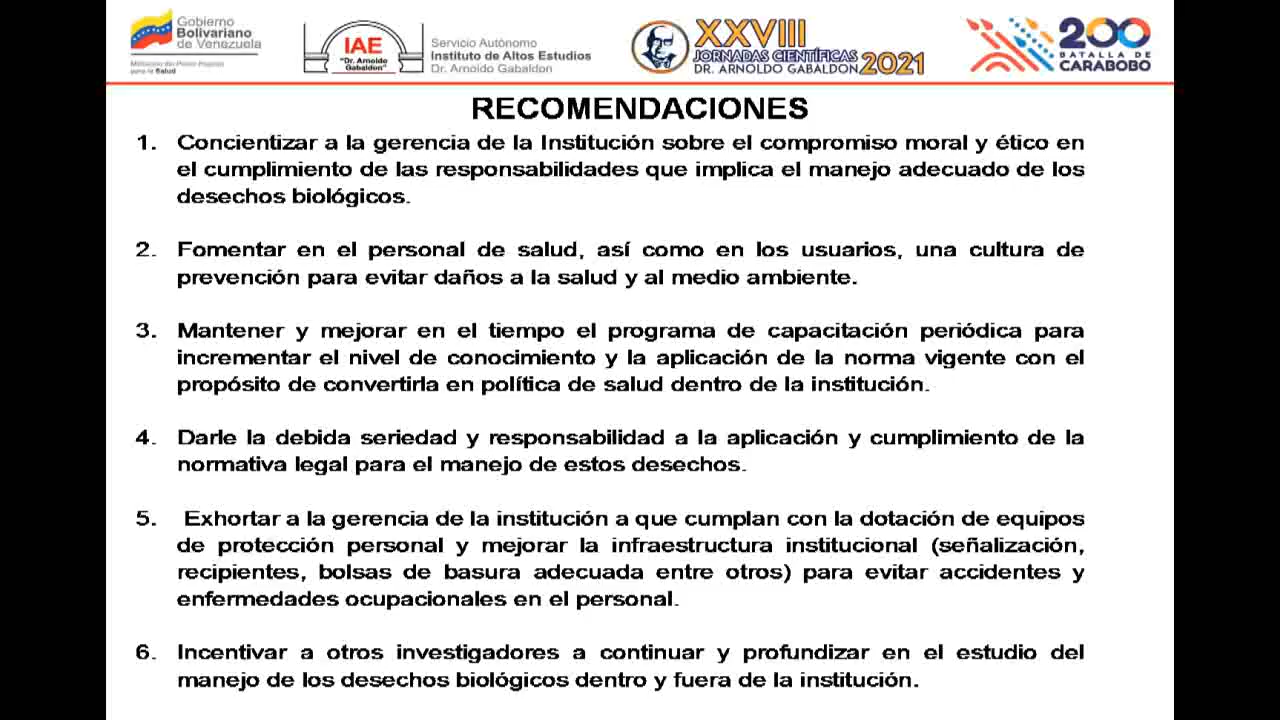 Gobierno
Bolivariano
de Venezuela
Ministerio del Poder Popular
para la Salud
IAE
"Dr. Arnoldo
Gabaldon"
Servicio Autónomo
Instituto de Altos Estudios
Dr. Arnoldo Gabaldon
XXVIII
JORNADAS CIENTÍFICAS
DR. ARNOLDO GABALDON 2021
200
BATALLA DE
CARABOBO
RECOMENDACIONES
1. Concientizar a la gerencia de la Institución sobre el compromiso moral y ético en
el cumplimiento de las responsabilidades que implica el manejo adecuado de los
desechos biológicos.
2. Fomentar en el personal de salud, así como en los usuarios, una cultura de
prevención para evitar daños a la salud y al medio ambiente.
3. Mantener y mejorar en el tiempo el programa de capacitación periódica para
incrementar el nivel de conocimiento y la aplicación de la norma vigente con el
propósito de convertirla en política de salud dentro de la institución.
4. Darle la debida seriedad y responsabilidad a la aplicación y cumplimiento de la
normativa legal para el manejo de estos desechos.
5. Exhortar a la gerencia de la institución a que cumplan con la dotación de equipos
de protección personal y mejorar la infraestructura institucional (señalización,
recipientes, bolsas de basura adecuada entre otros) para evitar accidentes y
enfermedades ocupacionales en el personal.
6. Incentivar a otros investigadores a continuar y profundizar en el estudio del
manejo de los desechos biológicos dentro y fuera de la institución.